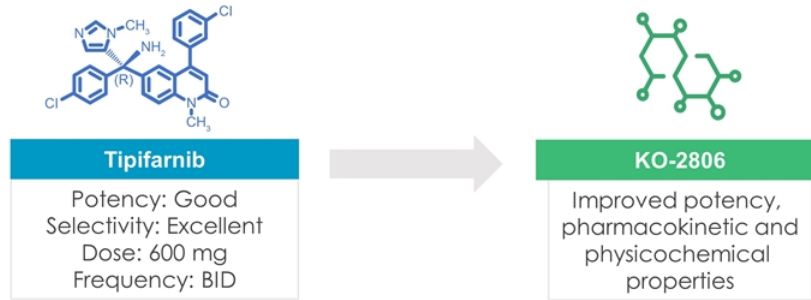 Cl
N
N
CH₃
NH₂
(R)
Cl
N
O
CH₃
Tipifarnib
Potency: Good
Selectivity: Excellent
Dose: 600 mg
Frequency: BID
KO-2806
Improved potency,
pharmacokinetic and
physicochemical
properties